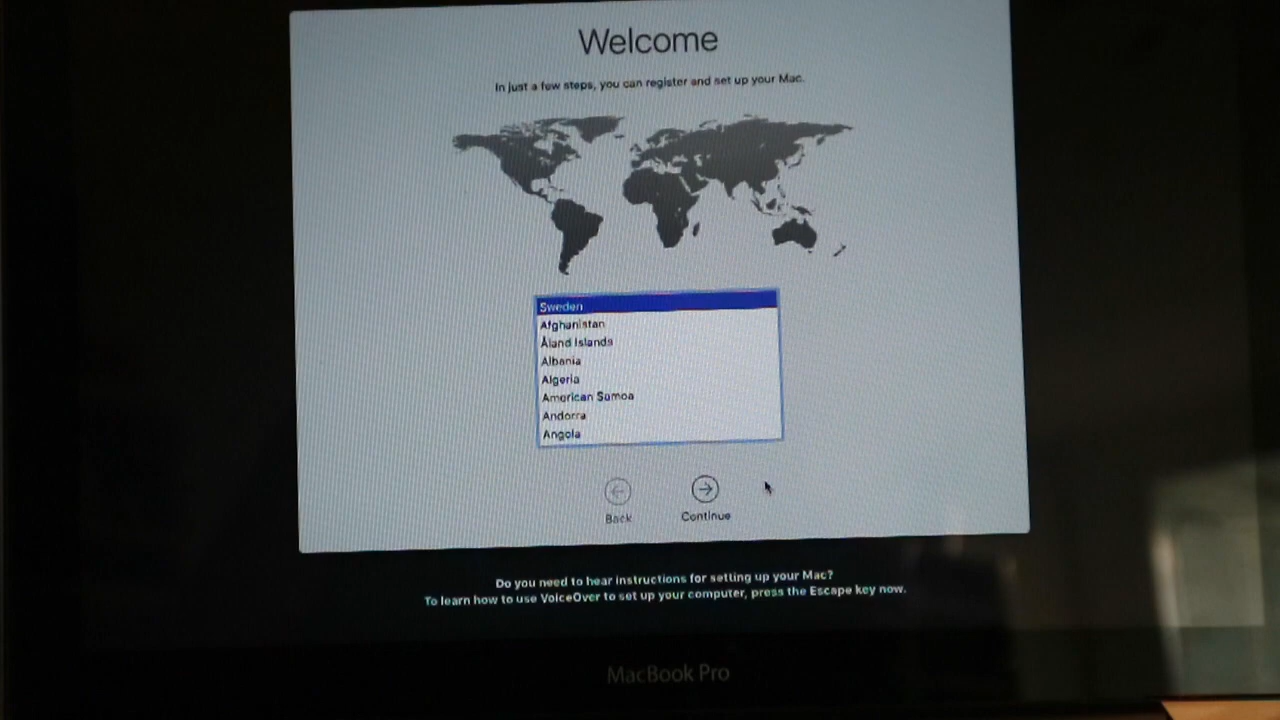 Welcome
In just a few steps, you can register and set up your Mac.
Sweden
Afghanistan
Åland Islands
Albania
Algeria
American Samoa
Andorra
Angola
Back
Continue
Do you need to hear instructions for setting up your Mac?
To learn how to use VoiceOver to set up your computer, press the Escape key now.
MacBook Pro